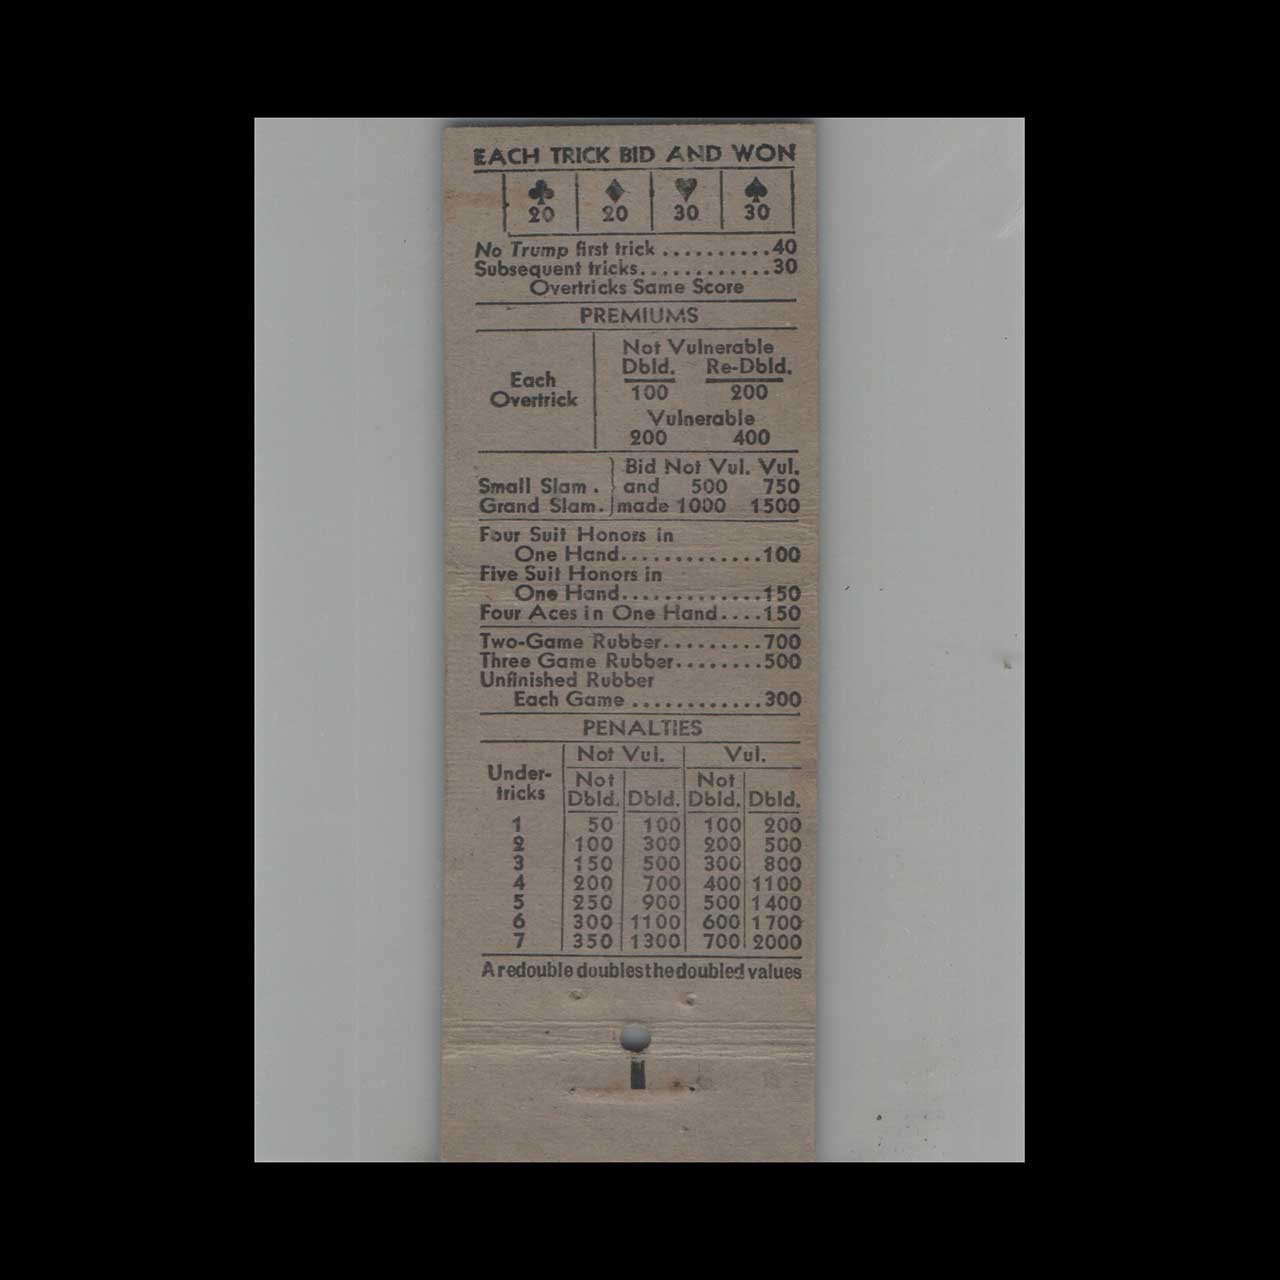 EACH TRICK BID AND WON
♣ ♦ ♥ ♠
20 20 30 30
No Trump first trick ..........40
Subsequent tricks............30
Overtricks Same Score
PREMIUMS
Not Vulnerable
Dbld. Re-Dbld.
Each
Overtrick
100 200
Vulnerable
200 400
Bid Not Vul. Vul.
Small Slam . and 500 750
Grand Slam. made 1000 1500
Four Suit Honors in
One Hand.............100
Five Suit Honors in
One Hand.............150
Four Aces in One Hand....150
Two-Game Rubber.........700
Three Game Rubber........500
Unfinished Rubber
Each Game ............300
PENALTIES
Not Vul. Vul.
Under-
tricks
Not Not
Dbld. Dbld. Dbld. Dbld.
1 50 100 100 200
2 100 300 200 500
3 150 500 300 800
4 200 700 400 1100
5 250 900 500 1400
6 300 1100 600 1700
7 350 1300 700 2000
A redouble doubles the doubled values